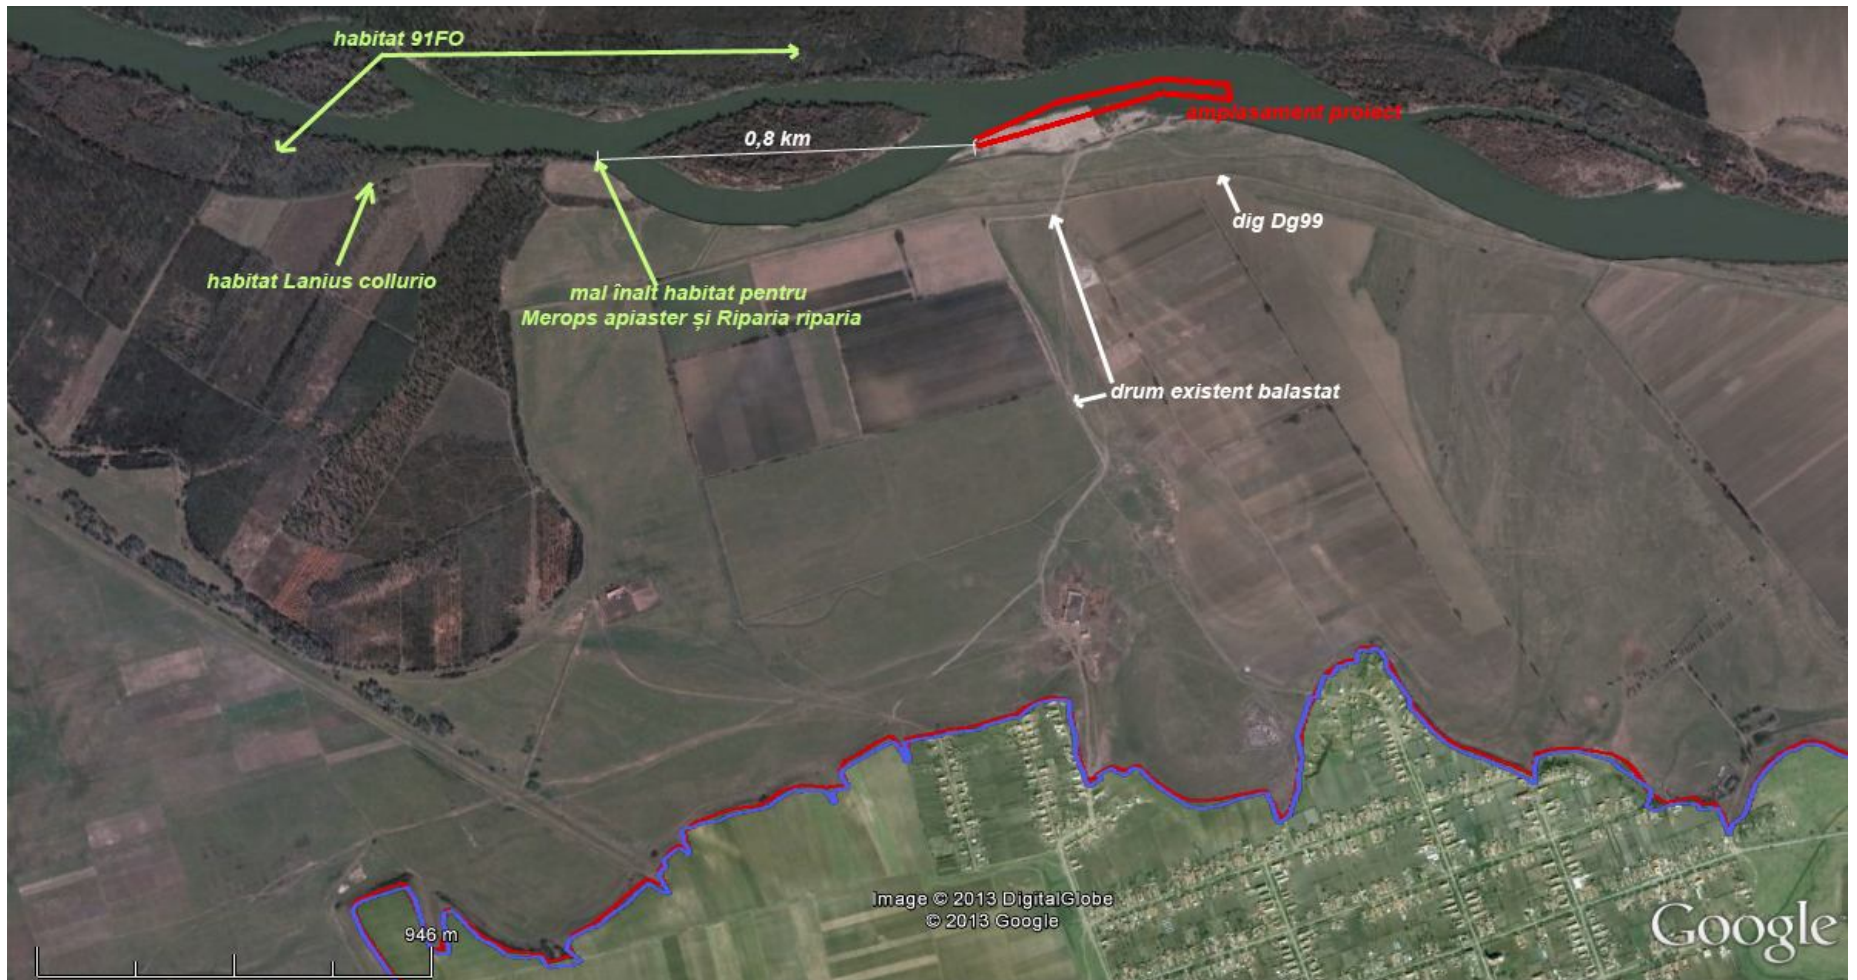 habitat 91FO
amplasament proiect
0,8 km
dig Dg99
habitat Lanius collurio
mal înalt habitat pentru
Merops apiaster și Riparia riparia
drum existent balastat
Image © 2013 DigitalGlobe
© 2013 Google
Google
946 m